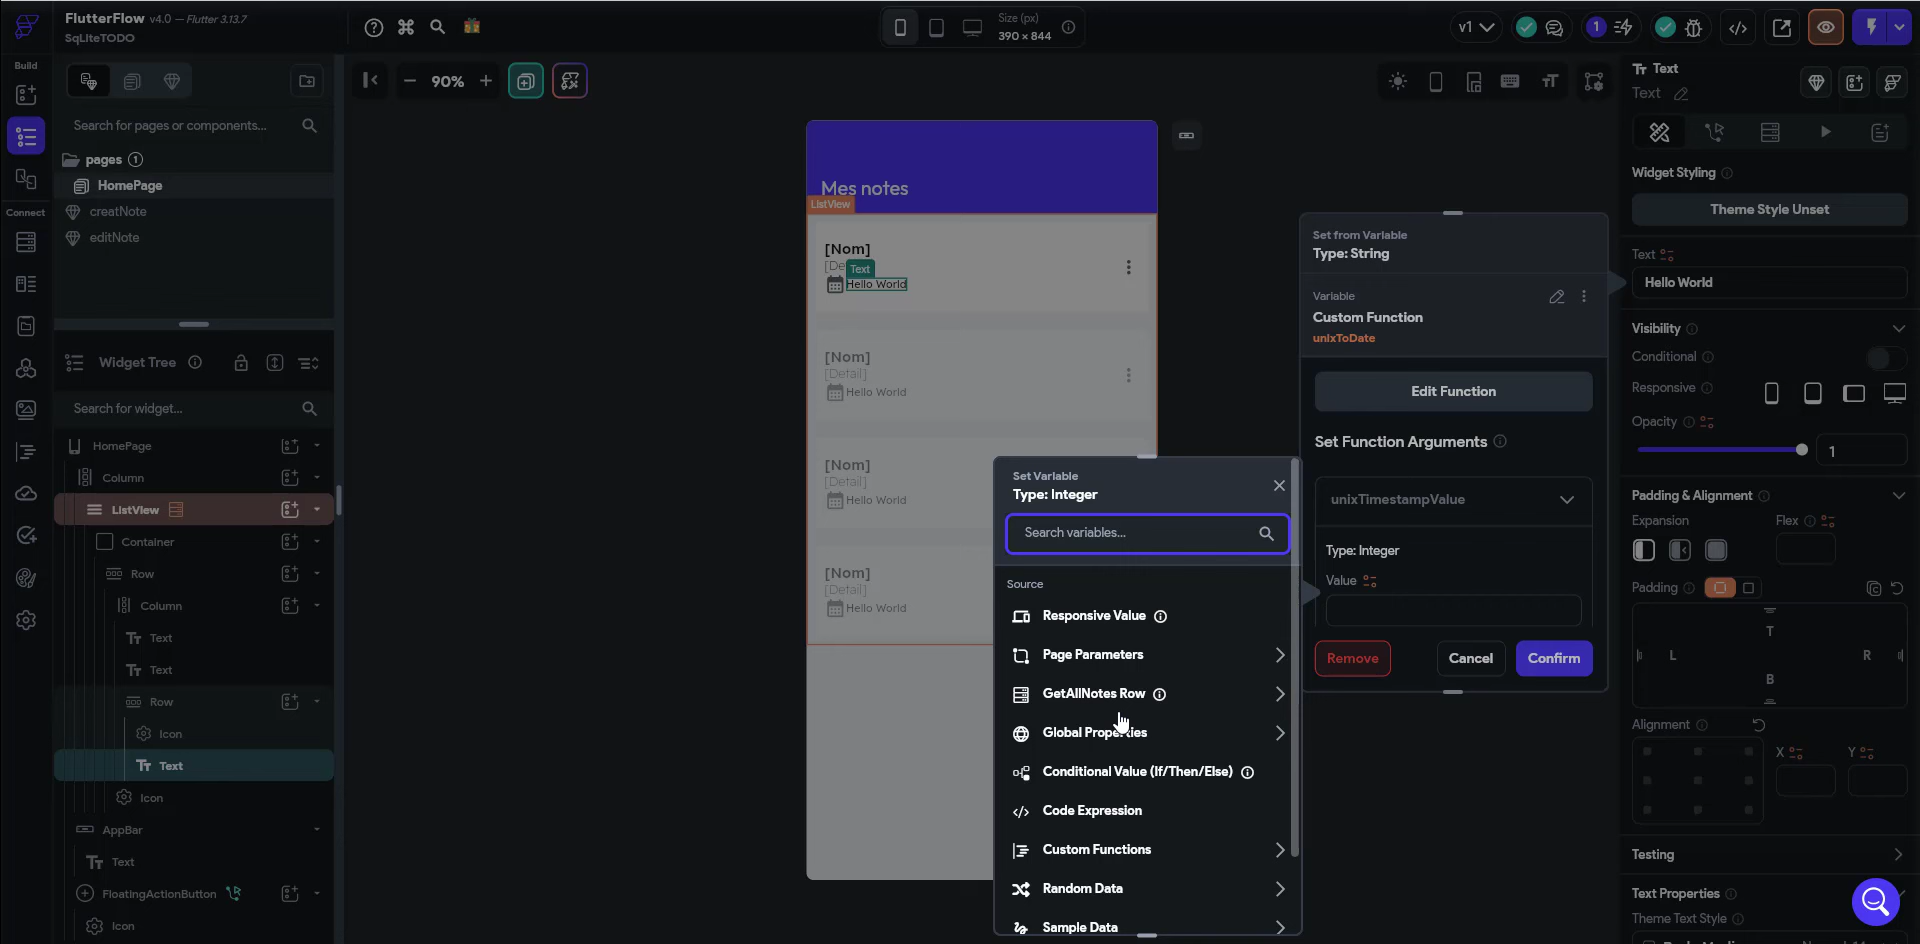 FlutterFlow v4.0 — Flutter 3.13.7
SqLiteTODO
Size (px)
390 × 844
v1
1
Build
Connect
Search for pages or components...
pages 1
HomePage
creatNote
editNote
Widget Tree
Search for widget...
HomePage
Column
ListView
Container
Row
Column
Text
Text
Row
Icon
Text
Icon
AppBar
Text
FloatingActionButton
Icon
90%
Mes notes
ListView
[Nom]
[De
Text
Hello World
[Nom]
[Detail]
Hello World
[Nom]
[Detail]
Hello World
[Nom]
[Detail]
Hello World
Set Variable
Type: Integer
Search variables...
Source
Responsive Value
Page Parameters
GetAllNotes Row
Global Properties
Conditional Value (If/Then/Else)
Code Expression
Custom Functions
Random Data
Sample Data
Set from Variable
Type: String
Variable
Custom Function
unixToDate
Edit Function
Set Function Arguments
unixTimestampValue
Type: Integer
Value
Remove
Cancel
Confirm
Text
Text
Widget Styling
Theme Style Unset
Text
Hello World
Visibility
Conditional
Responsive
Opacity
1
Padding & Alignment
Expansion
Flex
Padding
T
L
R
B
Alignment
X
Y
Testing
Text Properties
Theme Text Style